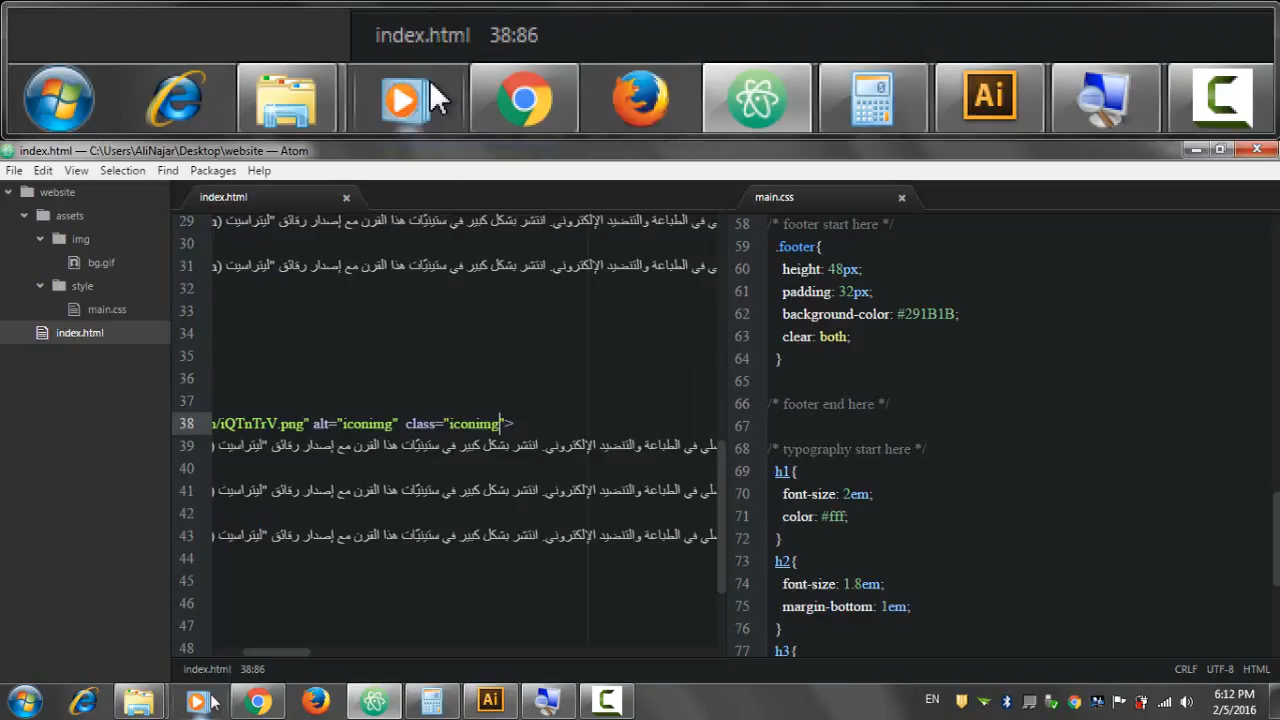 index.html 38:86
Ai
index.html — C:\Users\AliNajar\Desktop\website — Atom
File Edit View Selection Find Packages Help
website
assets
img
bg.gif
style
main.css
index.html
index.html
29 في الطباعة والتنضيد الإلكتروني. انتشر بشكل كبير في ستينيّات هذا القرن مع إصدار رقائق "ليتراسيت (
30
31 في الطباعة والتنضيد الإلكتروني. انتشر بشكل كبير في ستينيّات هذا القرن مع إصدار رقائق "ليتراسيت (
32
33
34
35
36
37
38 /iQTnTrV.png" alt="iconimg" class="iconimg">
39 في الطباعة والتنضيد الإلكتروني. انتشر بشكل كبير في ستينيّات هذا القرن مع إصدار رقائق "ليتراسيت (
40
41 في الطباعة والتنضيد الإلكتروني. انتشر بشكل كبير في ستينيّات هذا القرن مع إصدار رقائق "ليتراسيت (
42
43 في الطباعة والتنضيد الإلكتروني. انتشر بشكل كبير في ستينيّات هذا القرن مع إصدار رقائق "ليتراسيت (
44
45
46
47
48
main.css
58 /* footer start here */
59 .footer{
60 height: 48px;
61 padding: 32px;
62 background-color: #291B1B;
63 clear: both;
64 }
65
66 /* footer end here */
67
68 /* typography start here */
69 h1{
70 font-size: 2em;
71 color: #fff;
72 }
73 h2{
74 font-size: 1.8em;
75 margin-bottom: 1em;
76 }
77 h3{
index.html 38:86
CRLF UTF-8 HTML
Ai
EN
6:12 PM
2/5/2016